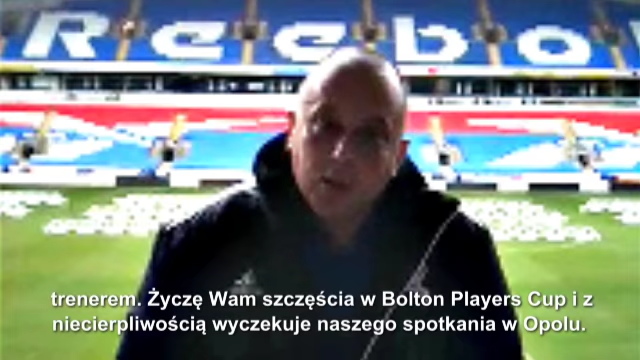 Reebo
trenerem. Życzę Wam szczęścia w Bolton Players Cup i z
niecierpliwością wyczekuje naszego spotkania w Opolu.